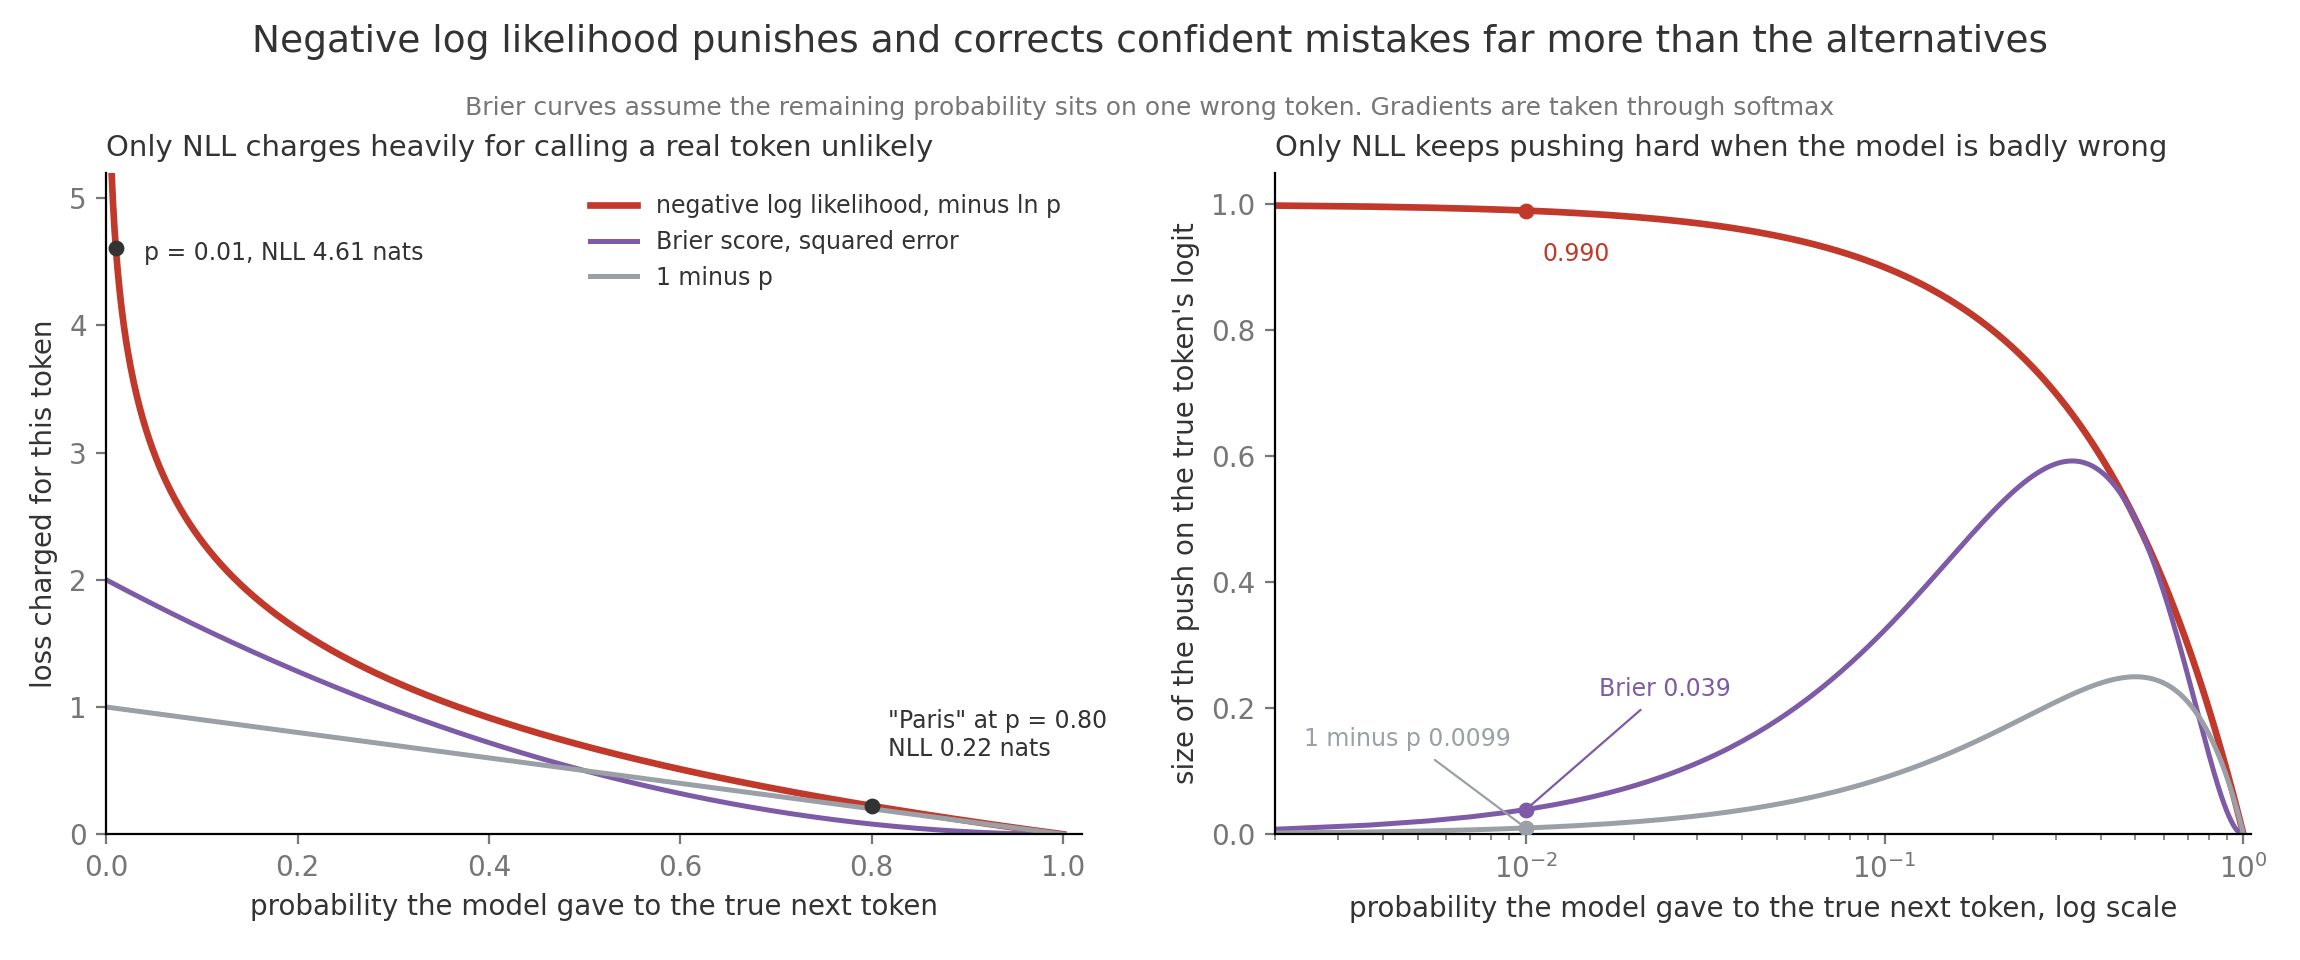 Negative log likelihood punishes and corrects confident mistakes far more than the alternatives
Brier curves assume the remaining probability sits on one wrong token. Gradients are taken through softmax
Only NLL charges heavily for calling a real token unlikely
loss charged for this token
5
4
3
2
1
0
p = 0.01, NLL 4.61 nats
negative log likelihood, minus ln p
Brier score, squared error
1 minus p
"Paris" at p = 0.80
NLL 0.22 nats
0.0 0.2 0.4 0.6 0.8 1.0
probability the model gave to the true next token
Only NLL keeps pushing hard when the model is badly wrong
size of the push on the true token's logit
1.0
0.8
0.6
0.4
0.2
0.0
0.990
Brier 0.039
1 minus p 0.0099
10⁻² 10⁻¹ 10⁰
probability the model gave to the true next token, log scale